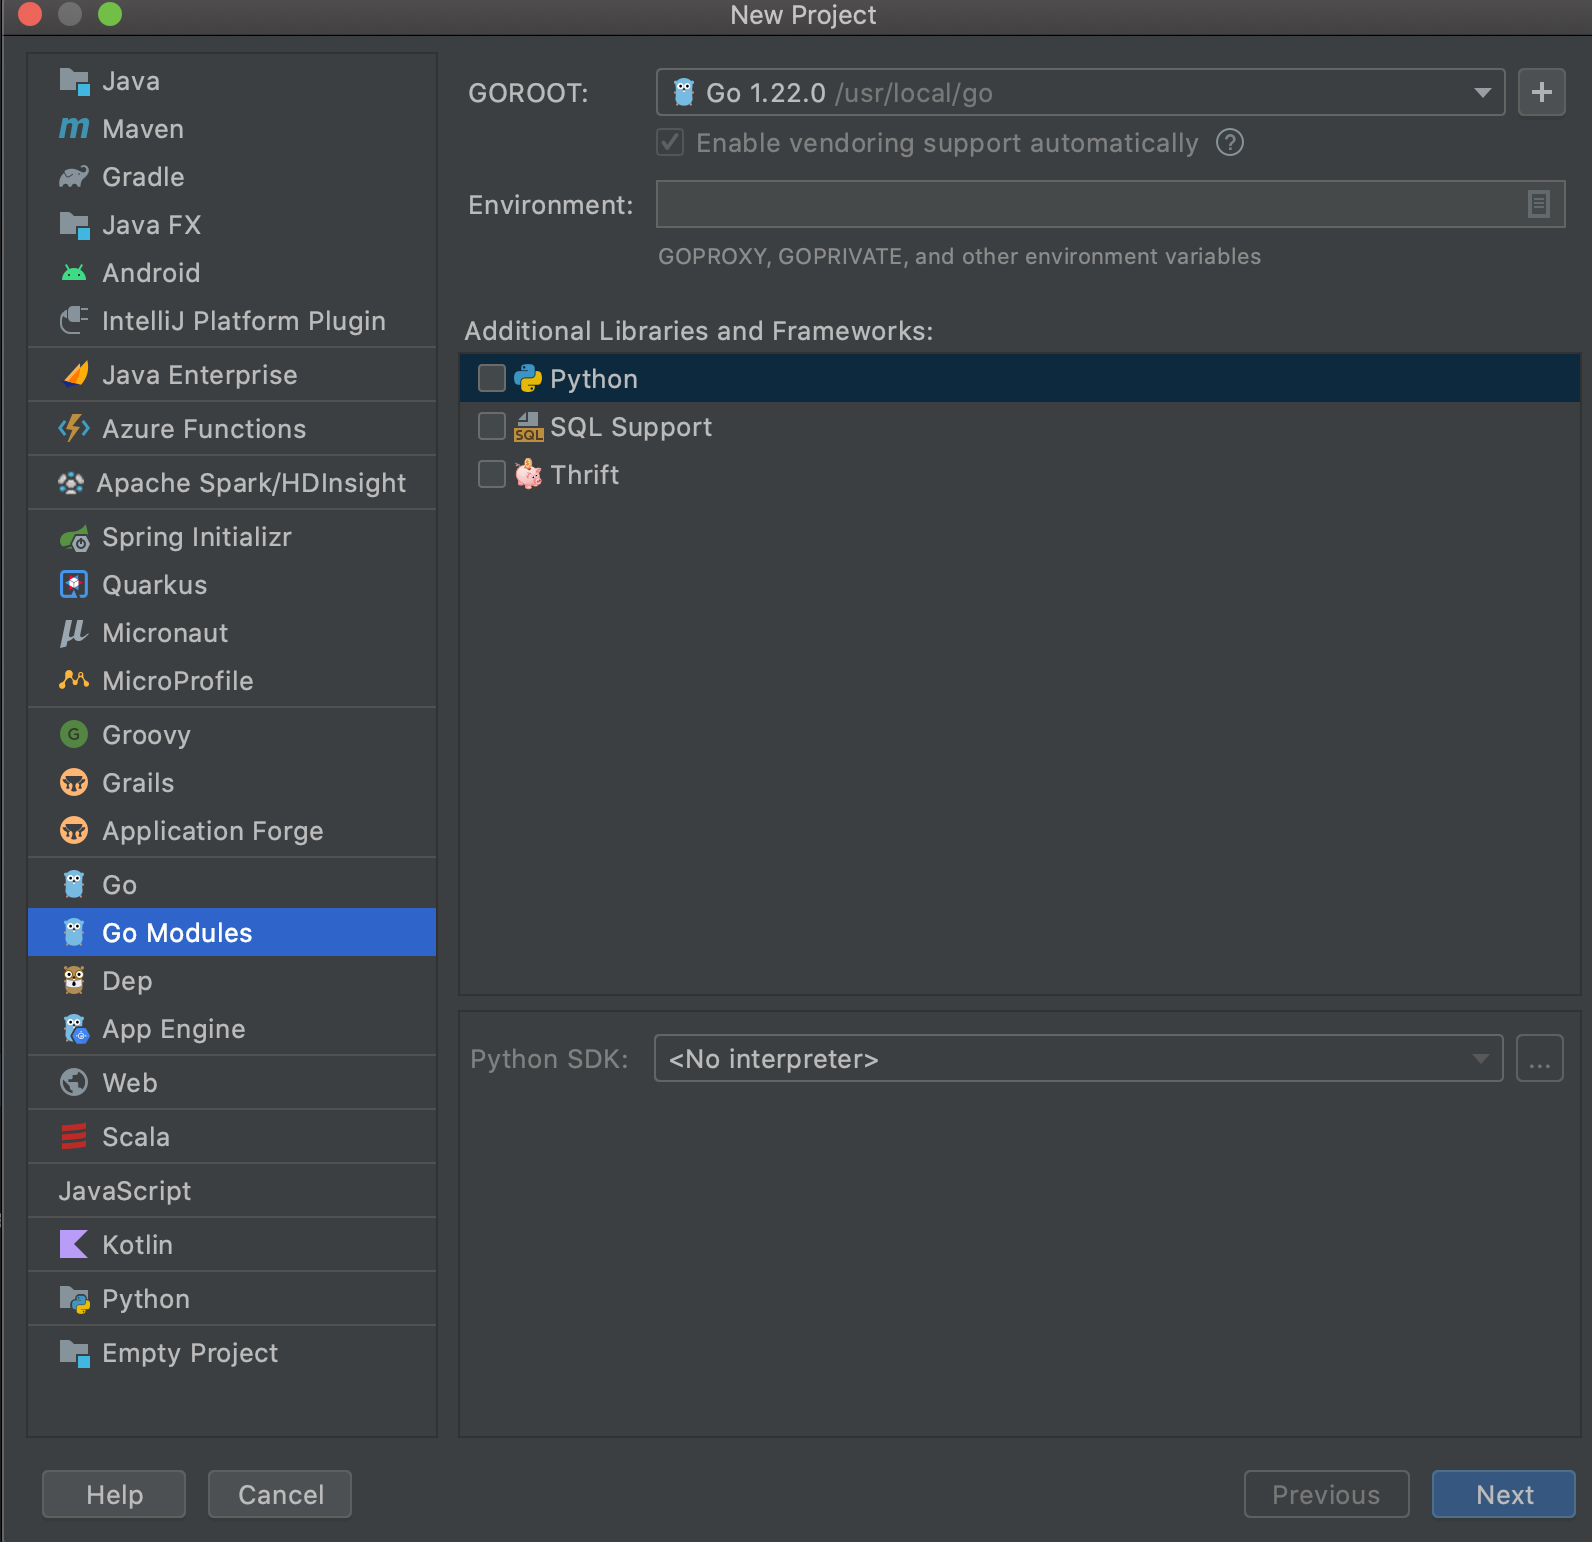 New Project
Java
Maven
Gradle
Java FX
Android
IntelliJ Platform Plugin
Java Enterprise
Azure Functions
Apache Spark/HDInsight
Spring Initializr
Quarkus
Micronaut
MicroProfile
G Groovy
Grails
Application Forge
Go
Go Modules
Dep
App Engine
Web
Scala
JavaScript
Kotlin
Python
Empty Project
GOROOT: Go 1.22.0 /usr/local/go
Enable vendoring support automatically ?
Environment:
GOPROXY, GOPRIVATE, and other environment variables
Additional Libraries and Frameworks:
Python
SQL SQL Support
Thrift
Python SDK: <No interpreter> ...
Help Cancel Previous Next